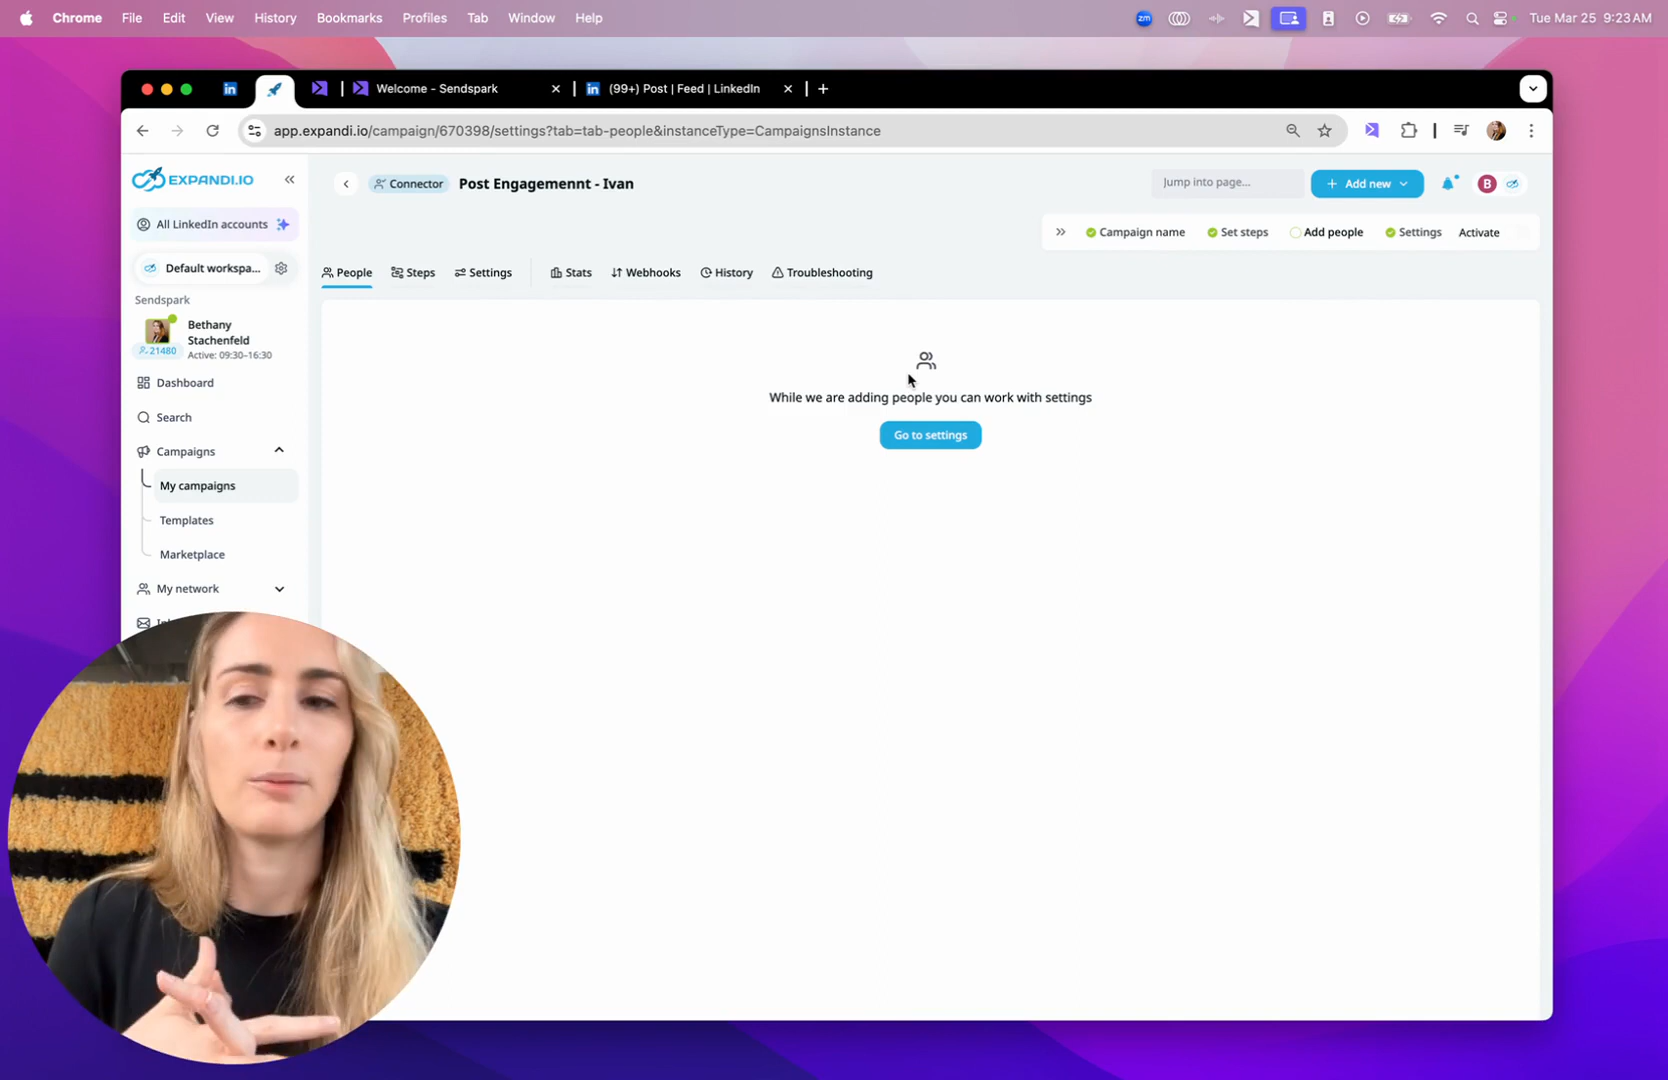 Chrome File Edit View History Bookmarks Profiles Tab Window Help zm Tue Mar 25 9:23 AM
Welcome - Sendspark (99+) Post | Feed | LinkedIn
app.expandi.io/campaign/670398/settings?tab=tab-people&instanceType=CampaignsInstance
EXPANDI.IO
Connector Post Engagemennt - Ivan Jump into page... Add new B
All LinkedIn accounts
Campaign name Set steps Add people Settings Activate
Default workspa...
People Steps Settings Stats Webhooks History Troubleshooting
Sendspark
Bethany
Stachenfeld
21480 Active: 09:30–16:30
Dashboard
While we are adding people you can work with settings
Search
Go to settings
Campaigns
My campaigns
Templates
Marketplace
My network